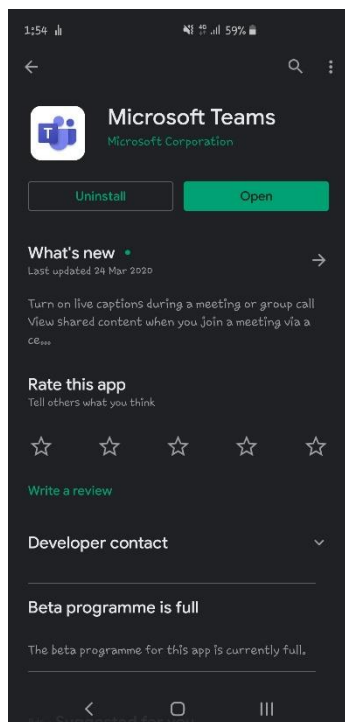 1:54
4G 59%
Microsoft Teams
Microsoft Corporation
Uninstall
Open
What's new
Last updated 24 Mar 2020
Turn on live captions during a meeting or group call
View shared content when you join a meeting via a
ce...
Rate this app
Tell others what you think
Write a review
Developer contact
Beta programme is full
The beta programme for this app is currently full.